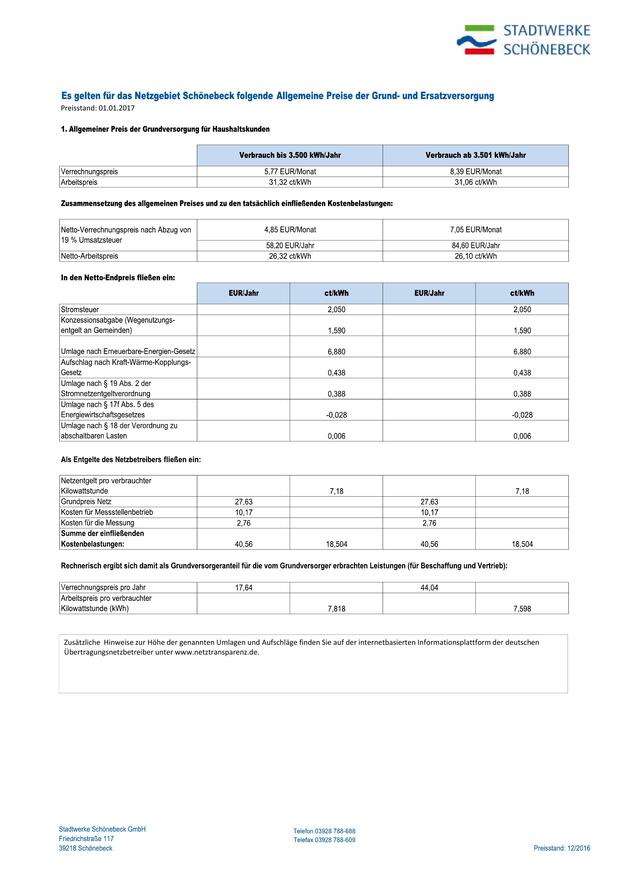 STADTWERKE
SCHÖNEBECK
Es gelten für das Netzgebiet Schönebeck folgende Allgemeine Preise der Grund- und Ersatzversorgung
Preisstand: 01.01.2017
1. Allgemeiner Preis der Grundversorgung für Haushaltskunden
Verbrauch bis 3.500 kWh/Jahr Verbrauch ab 3.501 kWh/Jahr
Verrechnungspreis 5,77 EUR/Monat 8,39 EUR/Monat
Arbeitspreis 31,32 ct/kWh 31,06 ct/kWh
Zusammensetzung des allgemeinen Preises und zu den tatsächlich einfließenden Kostenbelastungen:
Netto-Verrechnungspreis nach Abzug von
19 % Umsatzsteuer
4,85 EUR/Monat 7,05 EUR/Monat
58,20 EUR/Jahr 84,60 EUR/Jahr
Netto-Arbeitspreis 26,32 ct/kWh 26,10 ct/kWh
In den Netto-Endpreis fließen ein:
EUR/Jahr ct/kWh EUR/Jahr ct/kWh
Stromsteuer 2,050 2,050
Konzessionsabgabe (Wegenutzungs-
entgelt an Gemeinden) 1,590 1,590
Umlage nach Erneuerbare-Energien-Gesetz 6,880 6,880
Aufschlag nach Kraft-Wärme-Kopplungs-
Gesetz 0,438 0,438
Umlage nach § 19 Abs. 2 der
Stromnetzentgeltverordnung 0,388 0,388
Umlage nach § 17f Abs. 5 des
Energiewirtschaftsgesetzes -0,028 -0,028
Umlage nach § 18 der Verordnung zu
abschaltbaren Lasten 0,006 0,006
Als Entgelte des Netzbetreibers fließen ein:
Netzentgelt pro verbrauchter
Kilowattstunde 7,18 7,18
Grundpreis Netz 27,63 27,63
Kosten für Messstellenbetrieb 10,17 10,17
Kosten für die Messung 2,76 2,76
Summe der einfließenden
Kostenbelastungen: 40,56 18,504 40,56 18,504
Rechnerisch ergibt sich damit als Grundversorgeranteil für die vom Grundversorger erbrachten Leistungen (für Beschaffung und Vertrieb):
Verrechnungspreis pro Jahr 17,64 44,04
Arbeitspreis pro verbrauchter
Kilowattstunde (kWh) 7,818 7,598
Zusätzliche Hinweise zur Höhe der genannten Umlagen und Aufschläge finden Sie auf der internetbasierten Informationsplattform der deutschen
Übertragungsnetzbetreiber unter www.netztransparenz.de.
Stadtwerke Schönebeck GmbH
Friedrichstraße 117
39218 Schönebeck
Telefon 03928 788-688
Telefax 03928 788-609
Preisstand: 12/2016